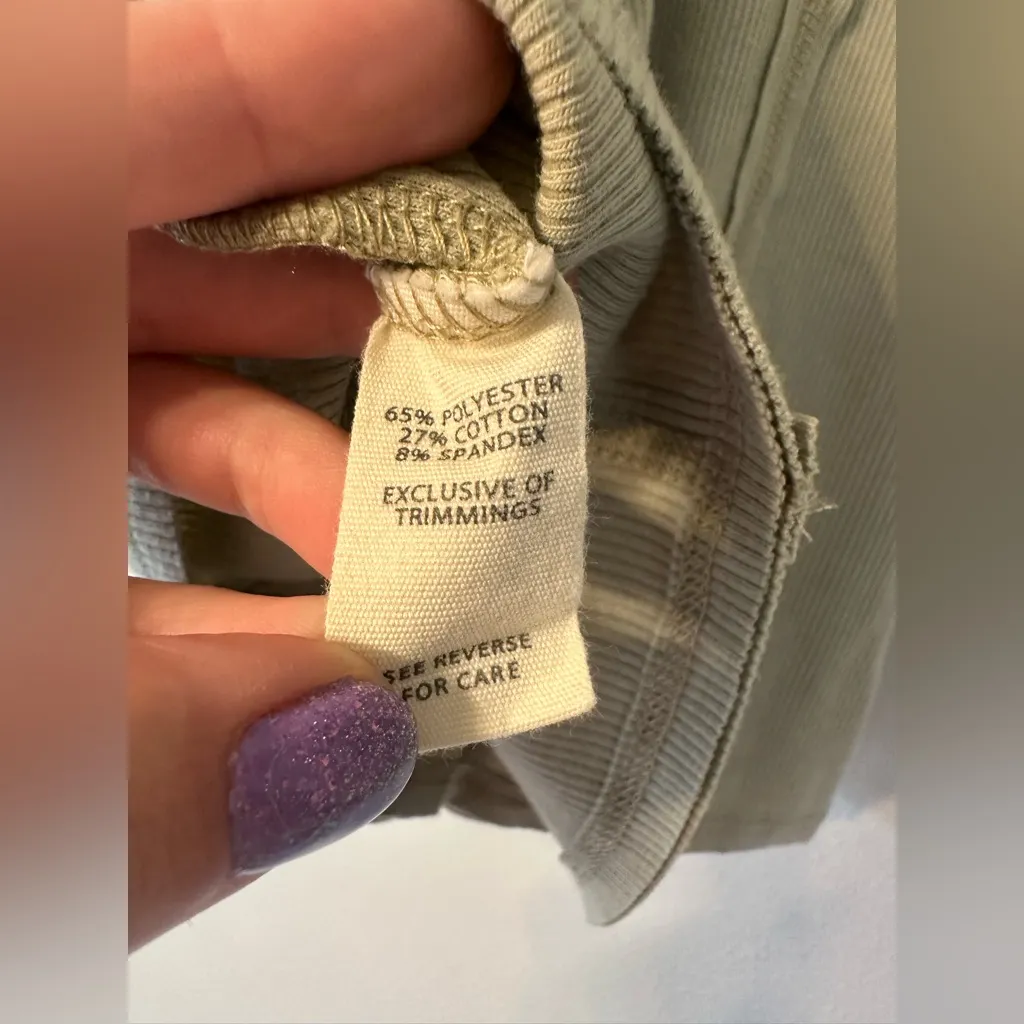 65% POLYESTER
27% COTTON
8% SPANDEX
EXCLUSIVE OF
TRIMMINGS
SEE REVERSE
FOR CARE